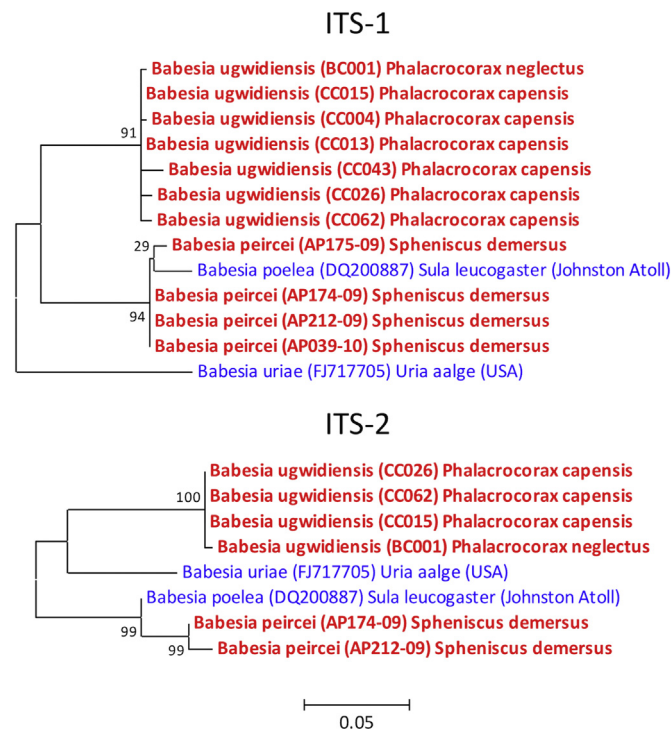 ITS-1
Babesia ugwidiensis (BC001) Phalacrocorax neglectus
Babesia ugwidiensis (CC015) Phalacrocorax capensis
91
Babesia ugwidiensis (CC004) Phalacrocorax capensis
Babesia ugwidiensis (CC013) Phalacrocorax capensis
Babesia ugwidiensis (CC043) Phalacrocorax capensis
Babesia ugwidiensis (CC026) Phalacrocorax capensis
Babesia ugwidiensis (CC062) Phalacrocorax capensis
29
Babesia peircei (AP175-09) Spheniscus demersus
Babesia poelea (DQ200887) Sula leucogaster (Johnston Atoll)
Babesia peircei (AP174-09) Spheniscus demersus
94
Babesia peircei (AP212-09) Spheniscus demersus
Babesia peircei (AP039-10) Spheniscus demersus
Babesia uriae (FJ717705) Uria aalge (USA)
ITS-2
Babesia ugwidiensis (CC026) Phalacrocorax capensis
100
Babesia ugwidiensis (CC062) Phalacrocorax capensis
Babesia ugwidiensis (CC015) Phalacrocorax capensis
Babesia ugwidiensis (BC001) Phalacrocorax neglectus
Babesia uriae (FJ717705) Uria aalge (USA)
Babesia poelea (DQ200887) Sula leucogaster (Johnston Atoll)
99
Babesia peircei (AP174-09) Spheniscus demersus
99
Babesia peircei (AP212-09) Spheniscus demersus
0.05